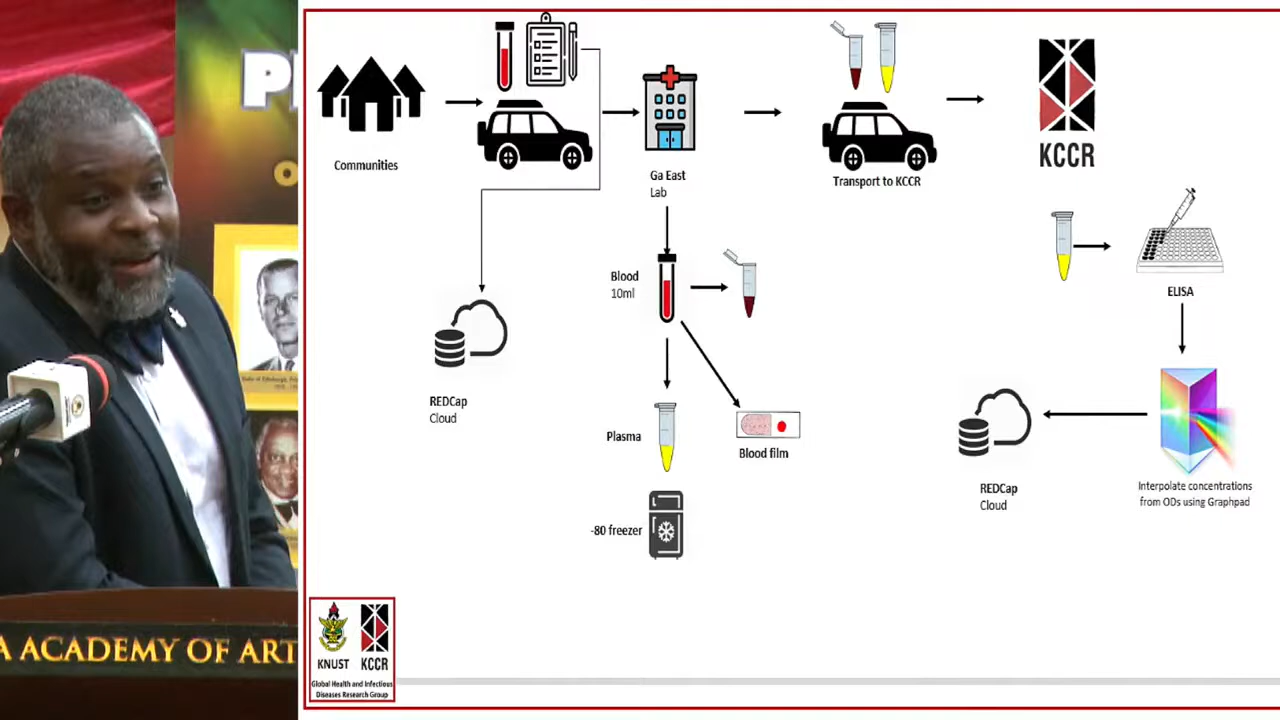 P
O
A ACADEMY OF ART
Communities
Ga East
Lab
Transport to KCCR
KCCR
Blood
10ml
ELISA
REDCap
Cloud
Plasma
Blood film
Interpolate concentrations
from ODs using Graphpad
REDCap
Cloud
-80 freezer
KNUST
KCCR
Global Health and Infectious
Diseases Research Group